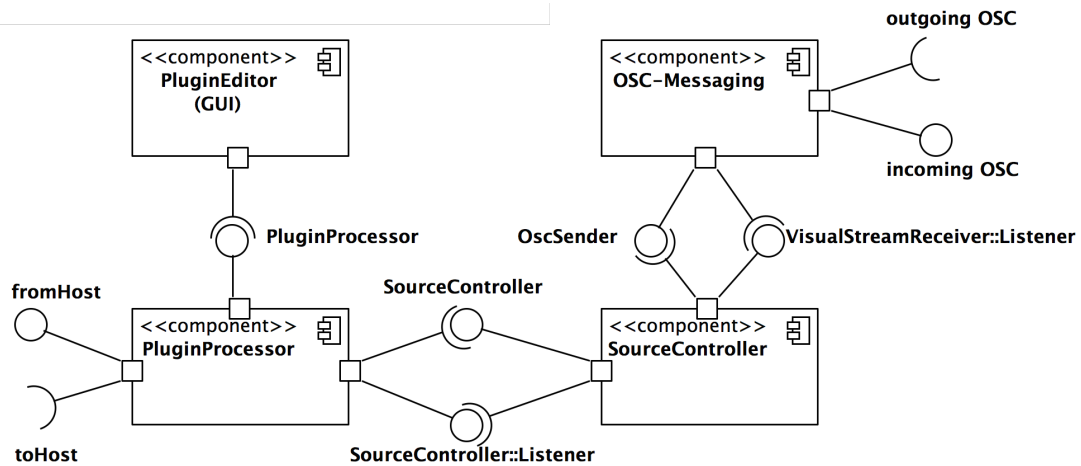 outgoing OSC
<<component>>
PluginEditor
(GUI)
<<component>>
OSC-Messaging
incoming OSC
PluginProcessor
OscSender
VisualStreamReceiver::Listener
fromHost
SourceController
<<component>>
PluginProcessor
<<component>>
SourceController
toHost
SourceController::Listener